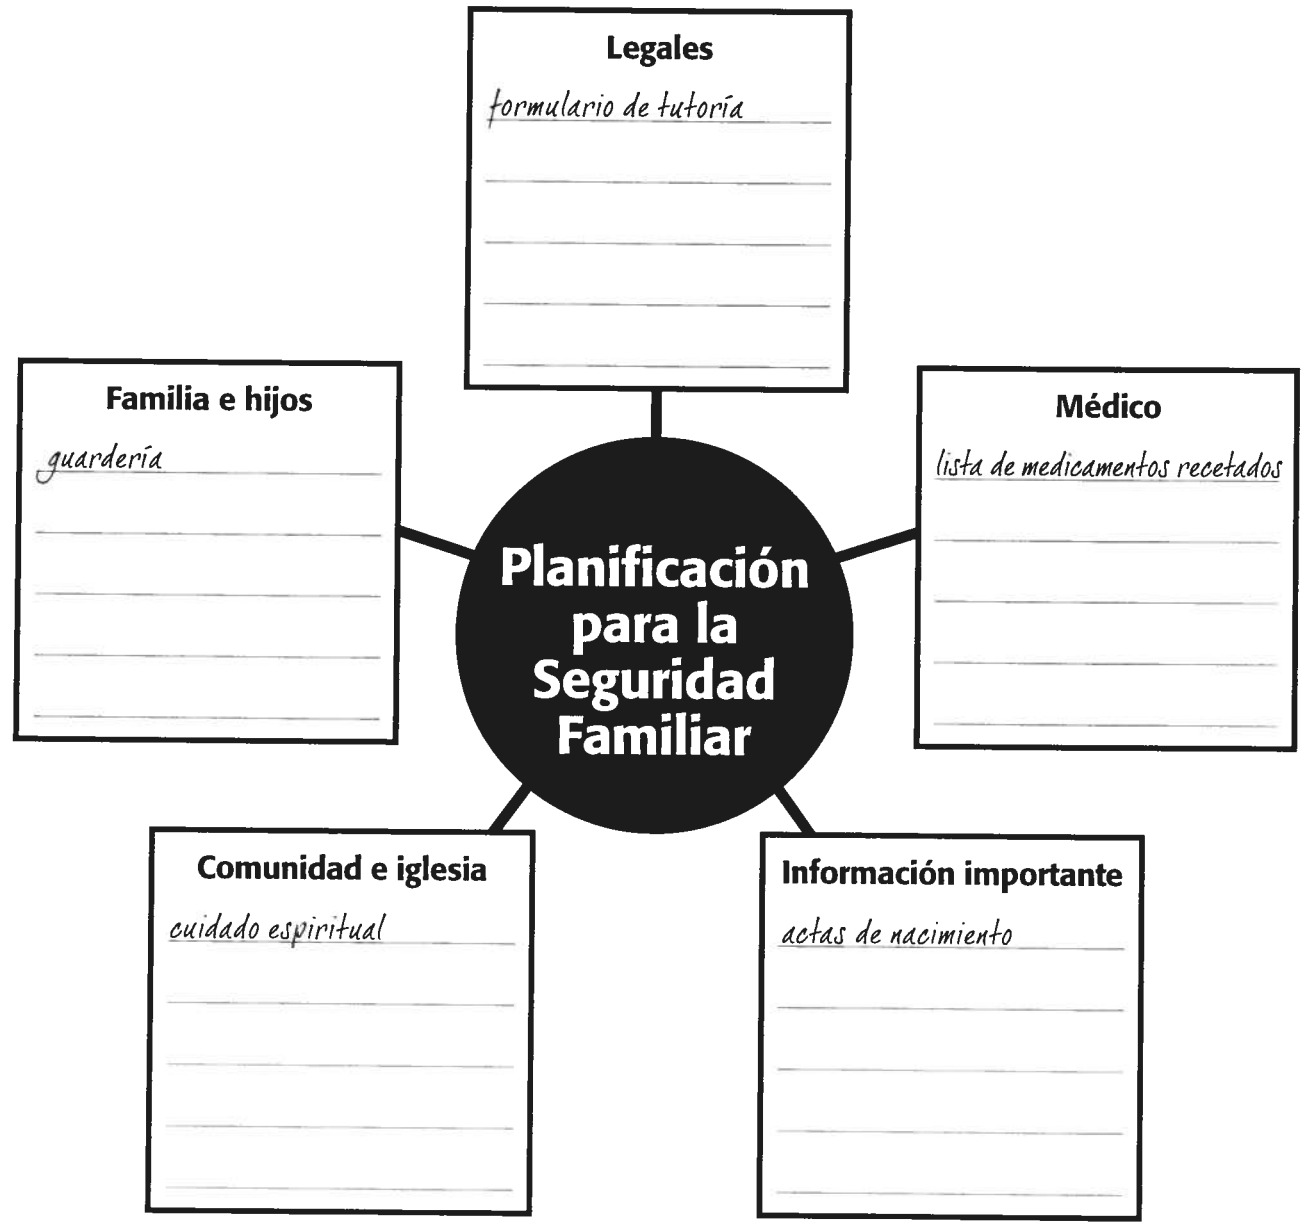 Legales
formulario de tutoría
Familia e hijos
guardería
Médico
lista de medicamentos recetados
Planificación
para la
Seguridad
Familiar
Comunidad e iglesia
cuidado espiritual
Información importante
actas de nacimiento